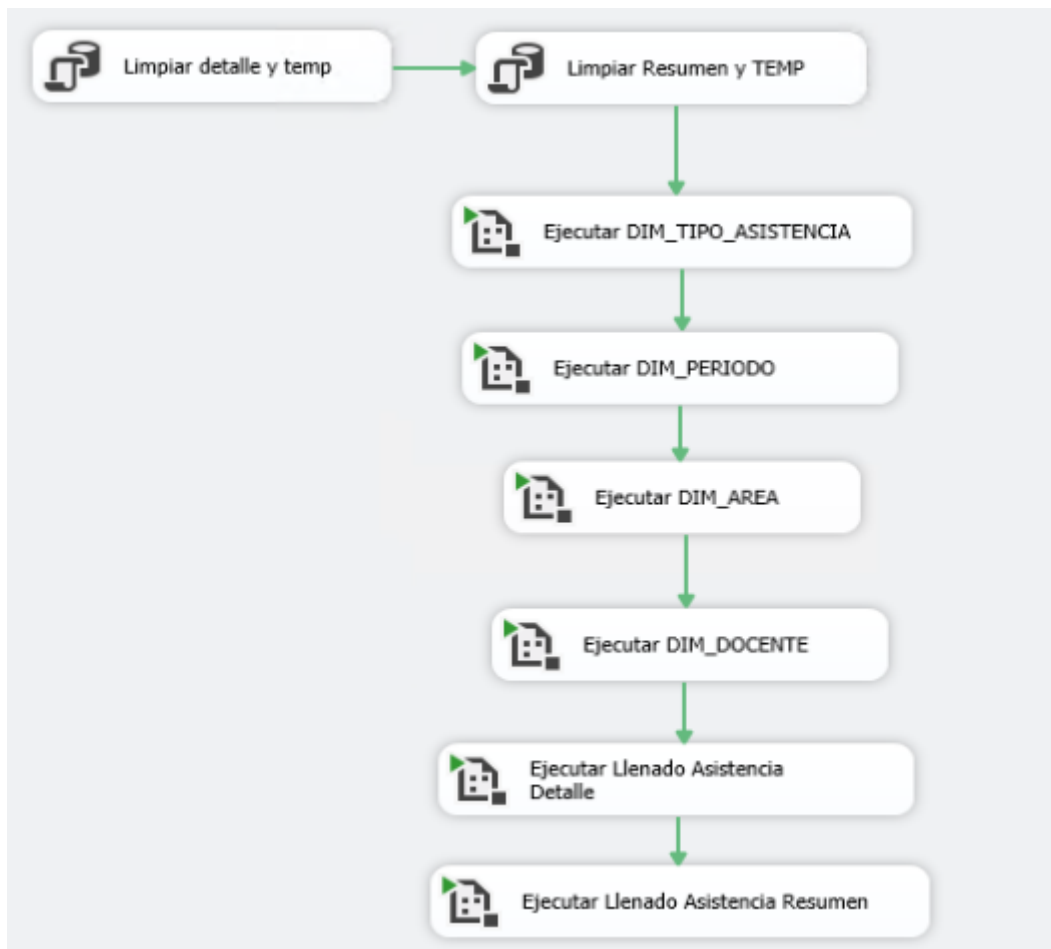 Limpiar detalle y temp
Limpiar Resumen y TEMP
Ejecutar DIM_TIPO_ASISTENCIA
Ejecutar DIM_PERIODO
Ejecutar DIM_AREA
Ejecutar DIM_DOCENTE
Ejecutar Llenado Asistencia
Detalle
Ejecutar Llenado Asistencia Resumen